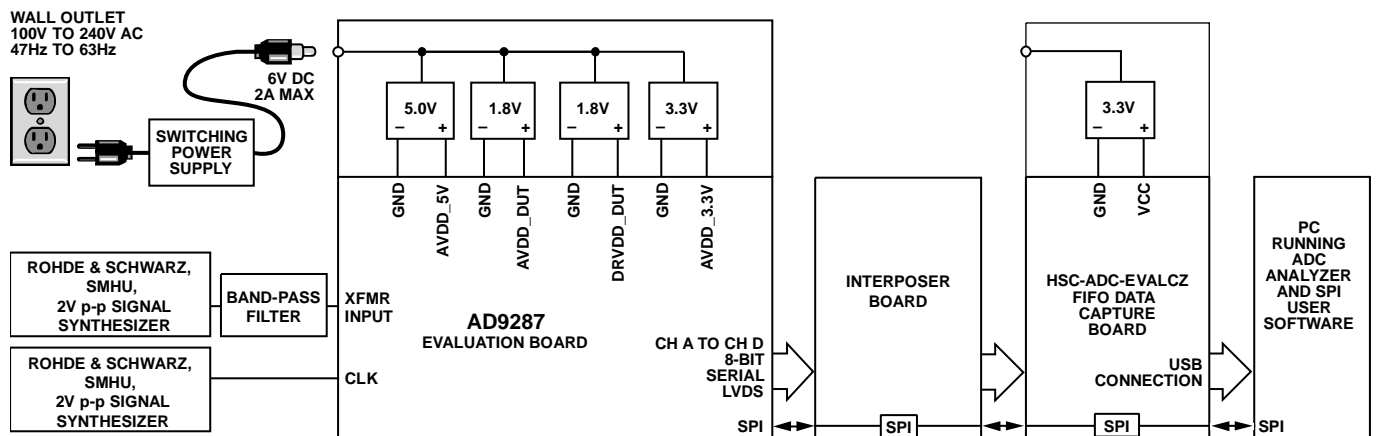 WALL OUTLET
100V TO 240V AC
47Hz TO 63Hz
6V DC
2A MAX
SWITCHING
POWER
SUPPLY
5.0V
– +
1.8V
– +
1.8V
– +
3.3V
– +
3.3V
– +
GND
AVDD_5V
GND
AVDD_DUT
GND
DRVDD_DUT
GND
AVDD_3.3V
GND
VCC
ROHDE & SCHWARZ,
SMHU,
2V p-p SIGNAL
SYNTHESIZER
BAND-PASS
FILTER
XFMR
INPUT
ROHDE & SCHWARZ,
SMHU,
2V p-p SIGNAL
SYNTHESIZER
CLK
AD9287
EVALUATION BOARD
CH A TO CH D
8-BIT
SERIAL
LVDS
SPI
INTERPOSER
BOARD
SPI
HSC-ADC-EVALCZ
FIFO DATA
CAPTURE
BOARD
USB
CONNECTION
SPI
PC
RUNNING
ADC
ANALYZER
AND SPI
USER
SOFTWARE
SPI